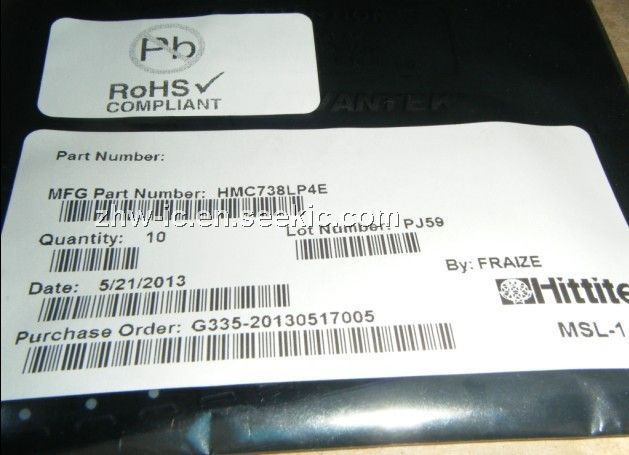 Pb
RoHS✓
COMPLIANT
VANTEK
Part Number:
MFG Part Number: HMC738LP4E
zhw-ic.en.seekic.com
Quantity: 10 Lot Number: PJ59
By: FRAIZE
Date: 5/21/2013
Hittite
Purchase Order: G335-20130517005
MSL-1